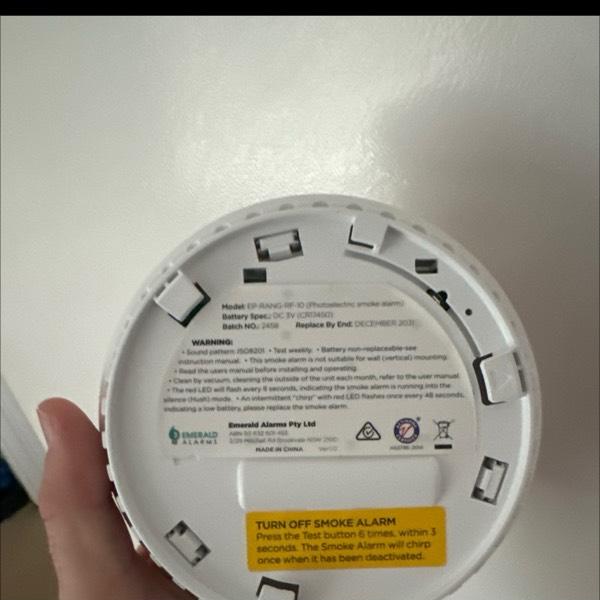 Model: EP-RANG-RF-10 (Photoelectric smoke alarm)
Battery Spec.: DC 3V (CR17450)
Batch NO.: 2458 Replace By End: DECEMBER 2031
WARNING:
• Sound pattern: ISO8201 • Test weekly. • Battery non-replaceable-see
instruction manual. • This smoke alarm is not suitable for wall (vertical) mounting.
• Read the users manual before installing and operating.
• Clean by vacuum, cleaning the outside of the unit each month, refer to the user manual.
• The red LED will flash every 8 seconds, indicating the smoke alarm is running into the
silence (Hush) mode. • An intermittent "chirp" with red LED flashes once every 48 seconds,
indicating a low battery, please replace the smoke alarm.
EMERALD
ALARMS
Emerald Alarms Pty Ltd
Rd Brookvale NSW 2100
MADE IN CHINA
TURN OFF SMOKE ALARM
Press the Test button 6 times, within 3
seconds. The Smoke Alarm will chirp
once when it has been deactivated.